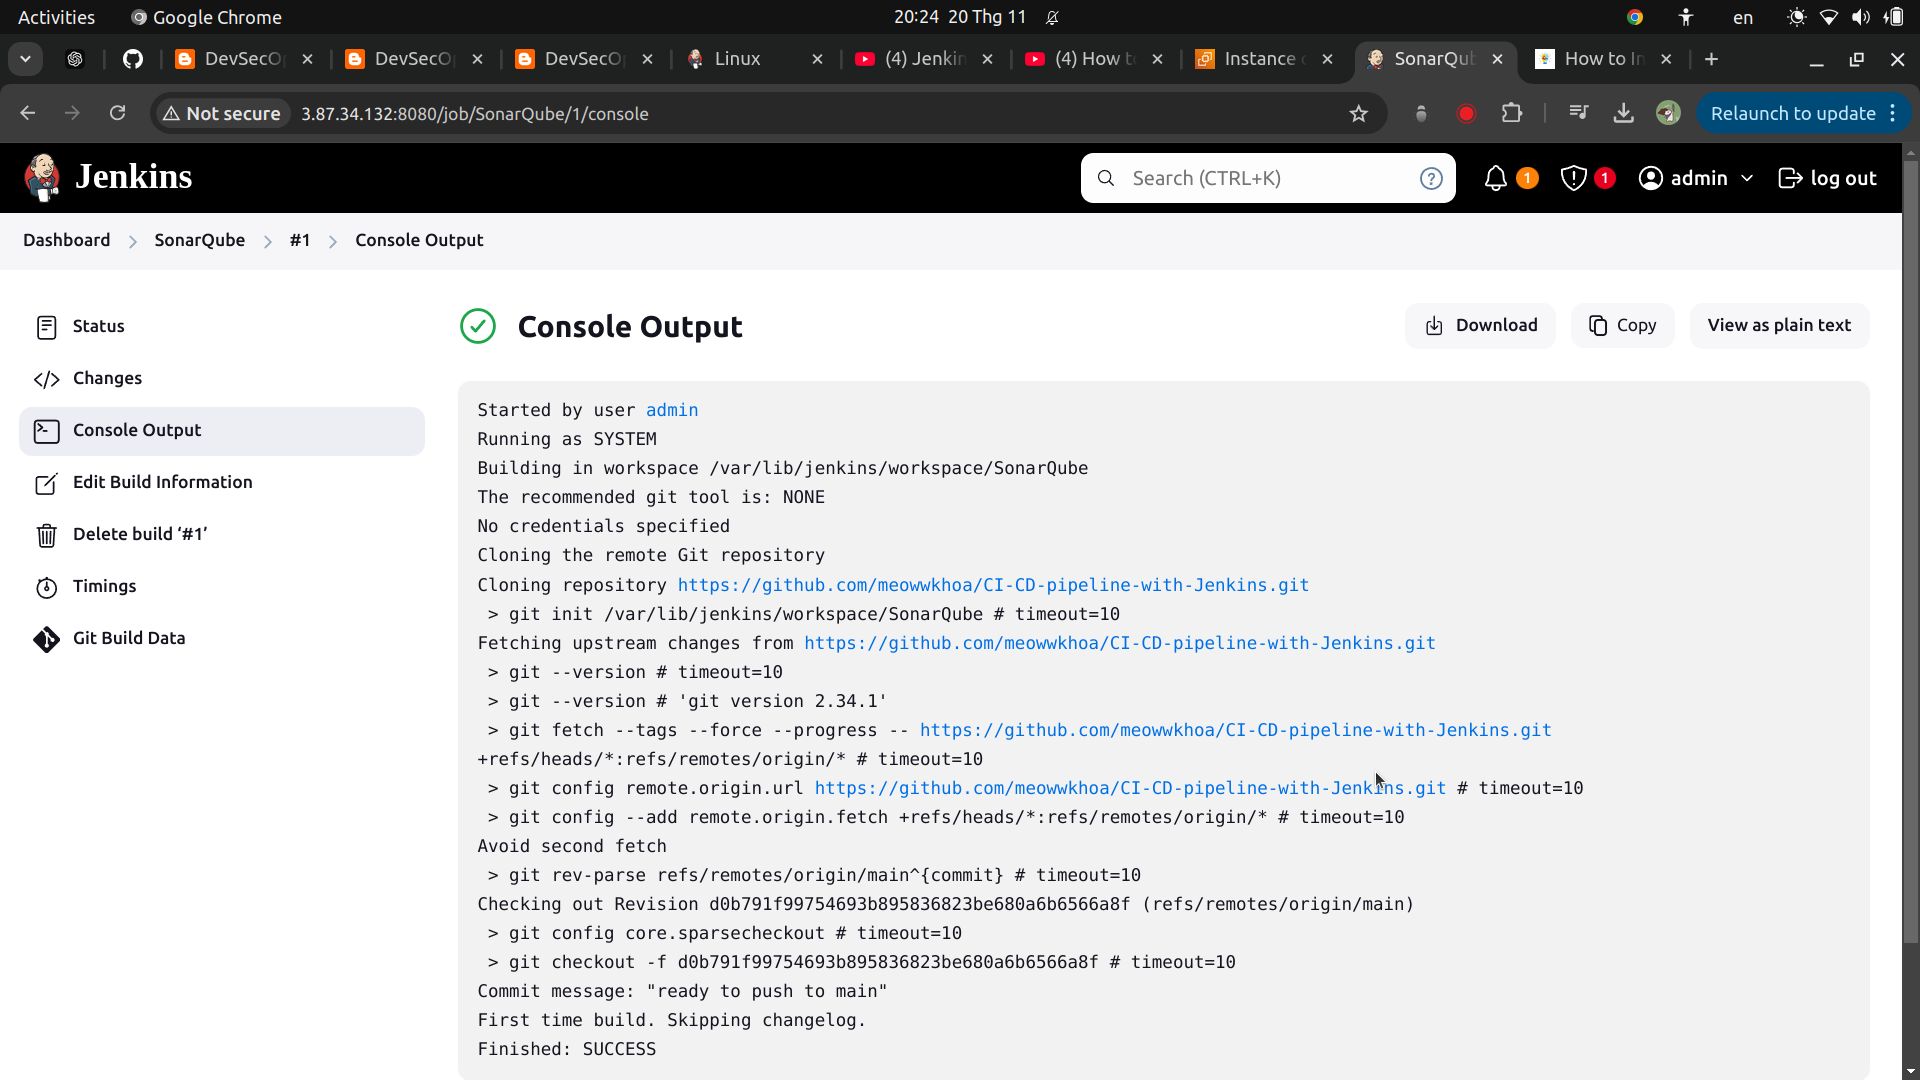 Activities
Google Chrome
20:24 20 Thg 11
en
DevSecO
DevSecO
DevSecO
Linux
(4) Jenkin
(4) How t
Instance
SonarQu
How to In
Not secure
3.87.34.132:8080/job/SonarQube/1/console
Relaunch to update
Jenkins
Search (CTRL+K)
?
1
1
admin
log out
Dashboard
SonarQube
#1
Console Output
Status
Changes
Console Output
Edit Build Information
Delete build ‘#1’
Timings
Git Build Data
Console Output
Download
Copy
View as plain text
Started by user admin
Running as SYSTEM
Building in workspace /var/lib/jenkins/workspace/SonarQube
The recommended git tool is: NONE
No credentials specified
Cloning the remote Git repository
Cloning repository https://github.com/meowwkhoa/CI-CD-pipeline-with-Jenkins.git
> git init /var/lib/jenkins/workspace/SonarQube # timeout=10
Fetching upstream changes from https://github.com/meowwkhoa/CI-CD-pipeline-with-Jenkins.git
> git --version # timeout=10
> git --version # 'git version 2.34.1'
> git fetch --tags --force --progress -- https://github.com/meowwkhoa/CI-CD-pipeline-with-Jenkins.git
+refs/heads/*:refs/remotes/origin/* # timeout=10
> git config remote.origin.url https://github.com/meowwkhoa/CI-CD-pipeline-with-Jenkins.git # timeout=10
> git config --add remote.origin.fetch +refs/heads/*:refs/remotes/origin/* # timeout=10
Avoid second fetch
> git rev-parse refs/remotes/origin/main^{commit} # timeout=10
Checking out Revision d0b791f99754693b895836823be680a6b6566a8f (refs/remotes/origin/main)
> git config core.sparsecheckout # timeout=10
> git checkout -f d0b791f99754693b895836823be680a6b6566a8f # timeout=10
Commit message: "ready to push to main"
First time build. Skipping changelog.
Finished: SUCCESS